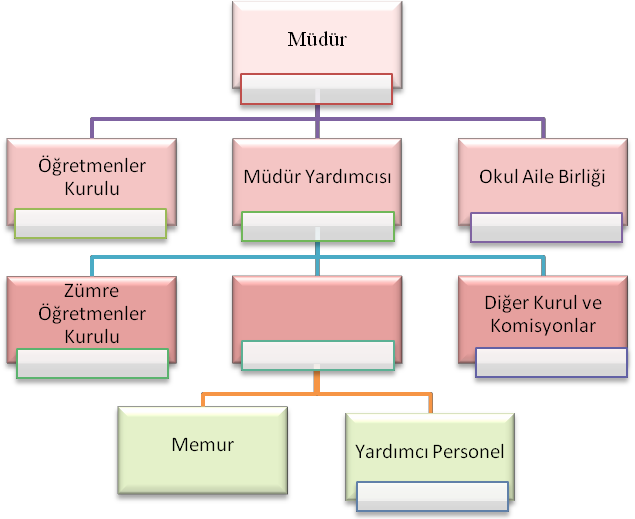 Müdür
Öğretmenler
Kurulu
Müdür Yardımcısı
Okul Aile Birliği
Zümre
Öğretmenler
Kurulu
Diğer Kurul ve
Komisyonlar
Memur
Yardımcı Personel